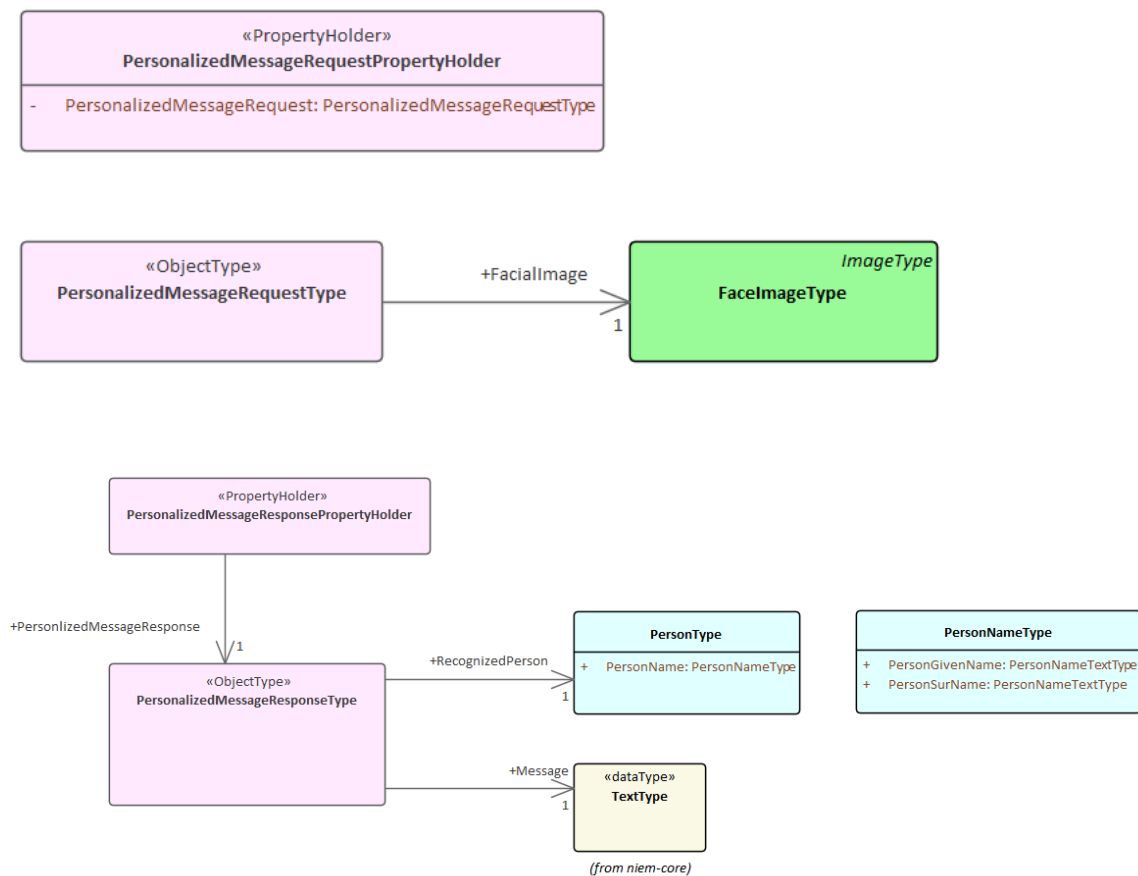 «PropertyHolder»
PersonalizedMessageRequestPropertyHolder
- PersonalizedMessageRequest: PersonalizedMessageRequestType
«ObjectType»
PersonalizedMessageRequestType
+FacialImage
1
ImageType
FaceImageType
«PropertyHolder»
PersonalizedMessageResponsePropertyHolder
+PersonlizedMessageResponse
1
«ObjectType»
PersonalizedMessageResponseType
+RecognizedPerson
1
PersonType
+ PersonName: PersonNameType
PersonNameType
+ PersonGivenName: PersonNameTextType
+ PersonSurName: PersonNameTextType
+Message
1
«dataType»
TextType
(from niem-core)